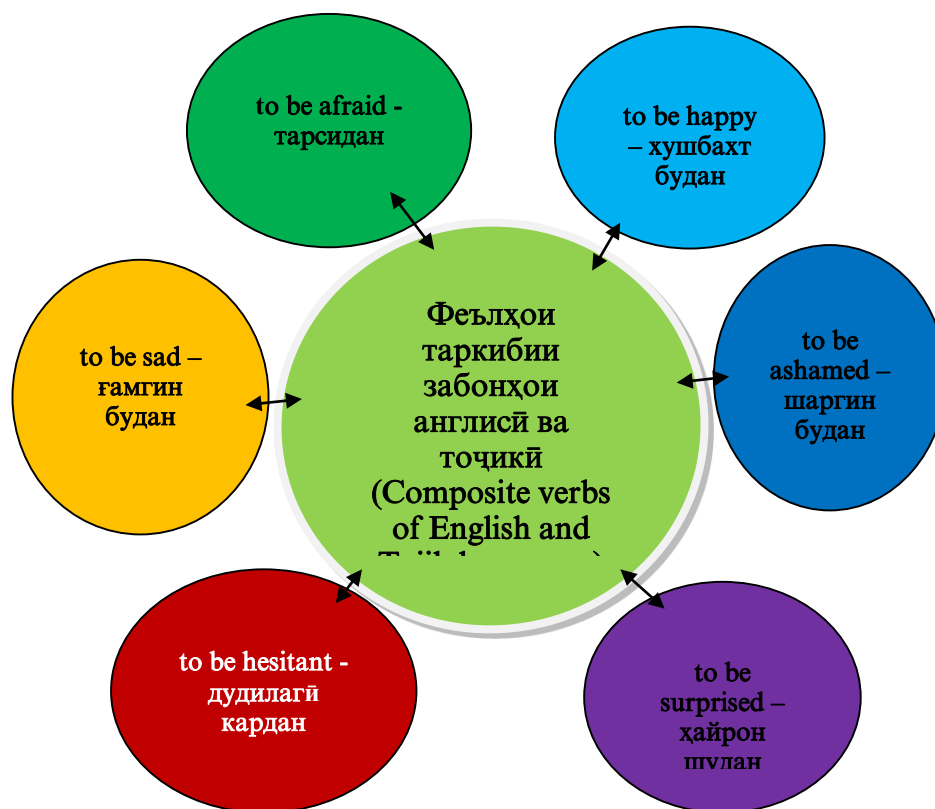 to be afraid -
тарсидан
to be happy
– хушбахт
будан
to be sad –
ғамгин
будан
Феълҳои
таркибии
забонҳои
англисӣ ва
тоҷикӣ
(Composite verbs
of English and
to be
ashamed –
шаргин
будан
to be hesitant -
дудилагӣ
кардан
to be
surprised –
ҳайрон
шудан